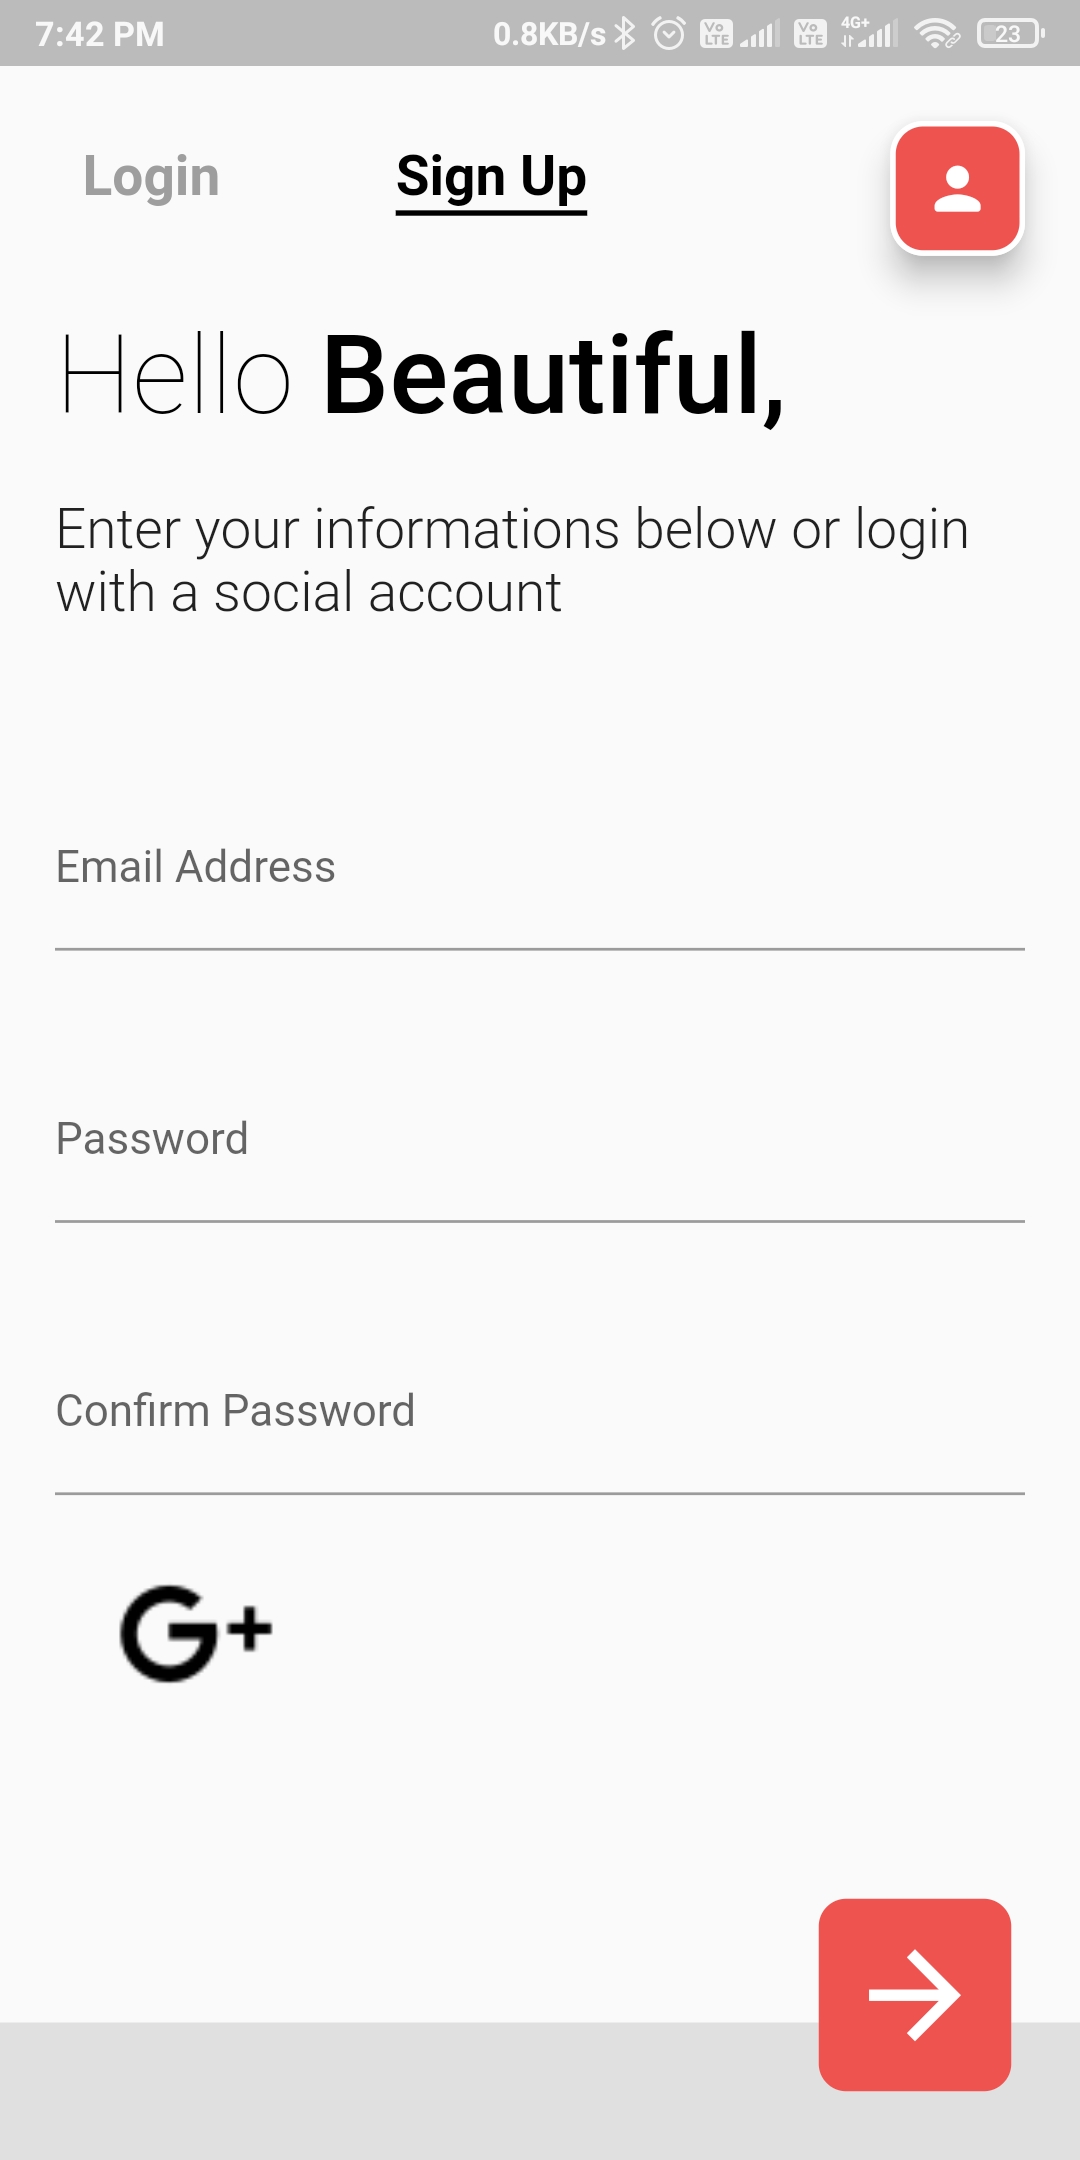 7:42 PM 0.8KB/s Vo LTE Vo LTE 4G+ 23
Login Sign Up
Hello Beautiful,
Enter your informations below or login
with a social account
Email Address
Password
Confirm Password
G+